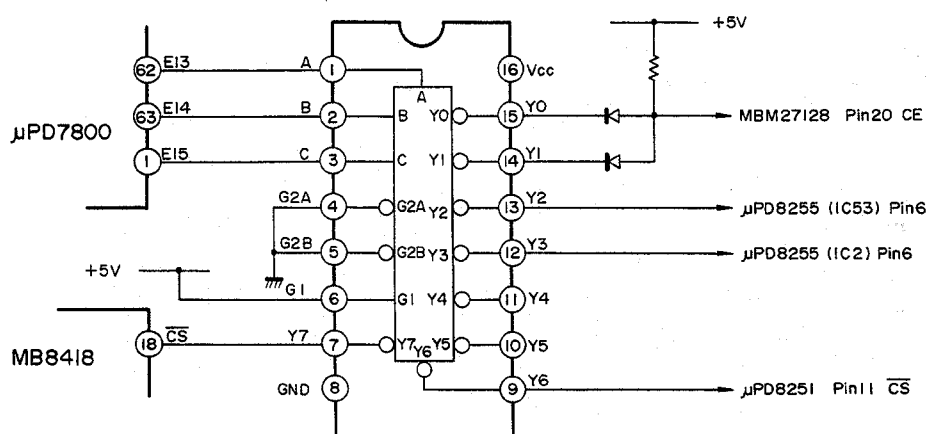 +5V
62 E13 A 1 16 Vcc
A
63 E14 B 2 B Y0 15 Y0 MBM27128 Pin20 CE
μPD7800
1 E15 C 3 C Y1 14 Y1
G2A 4 G2A Y2 13 Y2 μPD8255 (IC53) Pin6
G2B 5 G2B Y3 12 Y3 μPD8255 (IC2) Pin6
+5V
G1 6 G1 Y4 11 Y4
18 C̅S̅ Y7 7 Y7 Y6 Y5 10 Y5
MB8418
GND 8 9 Y6 μPD8251 Pin11 C̅S̅